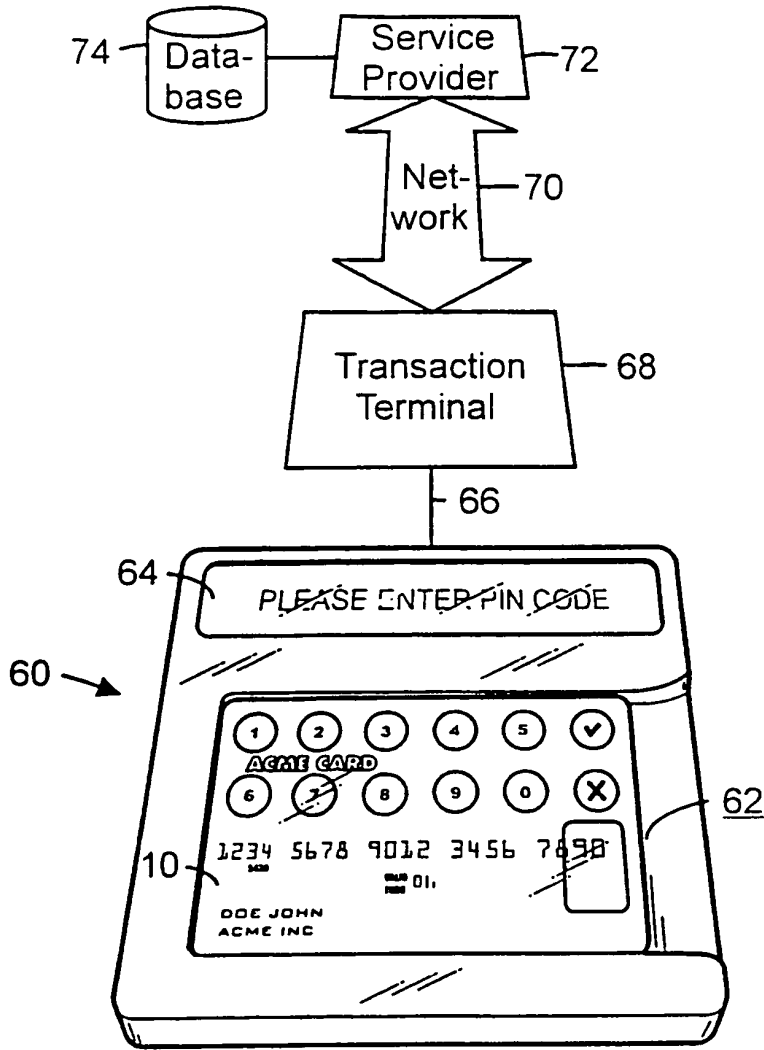 74
Data-
base
Service
Provider
72
Net-
work
70
Transaction
Terminal
68
66
64
PLEASE ENTER PIN CODE
60
1 2 3 4 5
ACME CARD
6 7 8 9 0 X
62
1234 5678 9012 3456 7890
10
DOE JOHN
ACME INC